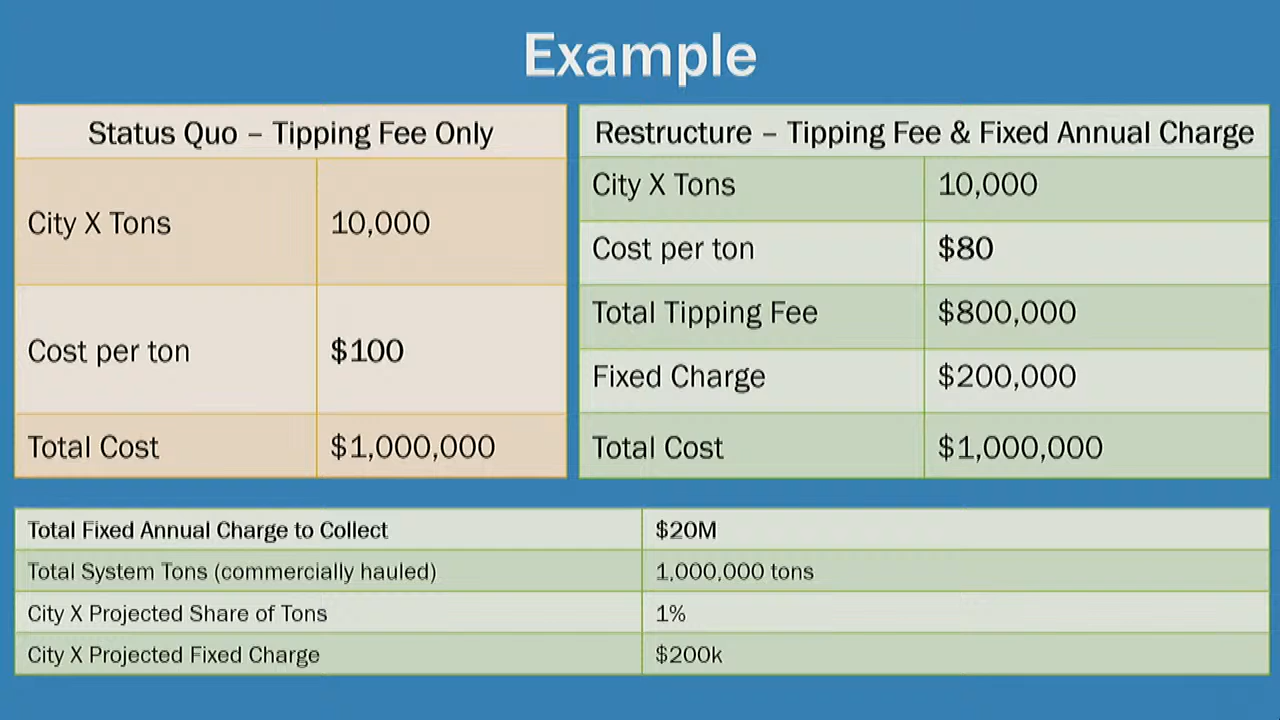 Example
Status Quo – Tipping Fee Only
City X Tons 10,000
Cost per ton $100
Total Cost $1,000,000
Restructure – Tipping Fee & Fixed Annual Charge
City X Tons 10,000
Cost per ton $80
Total Tipping Fee $800,000
Fixed Charge $200,000
Total Cost $1,000,000
Total Fixed Annual Charge to Collect $20M
Total System Tons (commercially hauled) 1,000,000 tons
City X Projected Share of Tons 1%
City X Projected Fixed Charge $200k